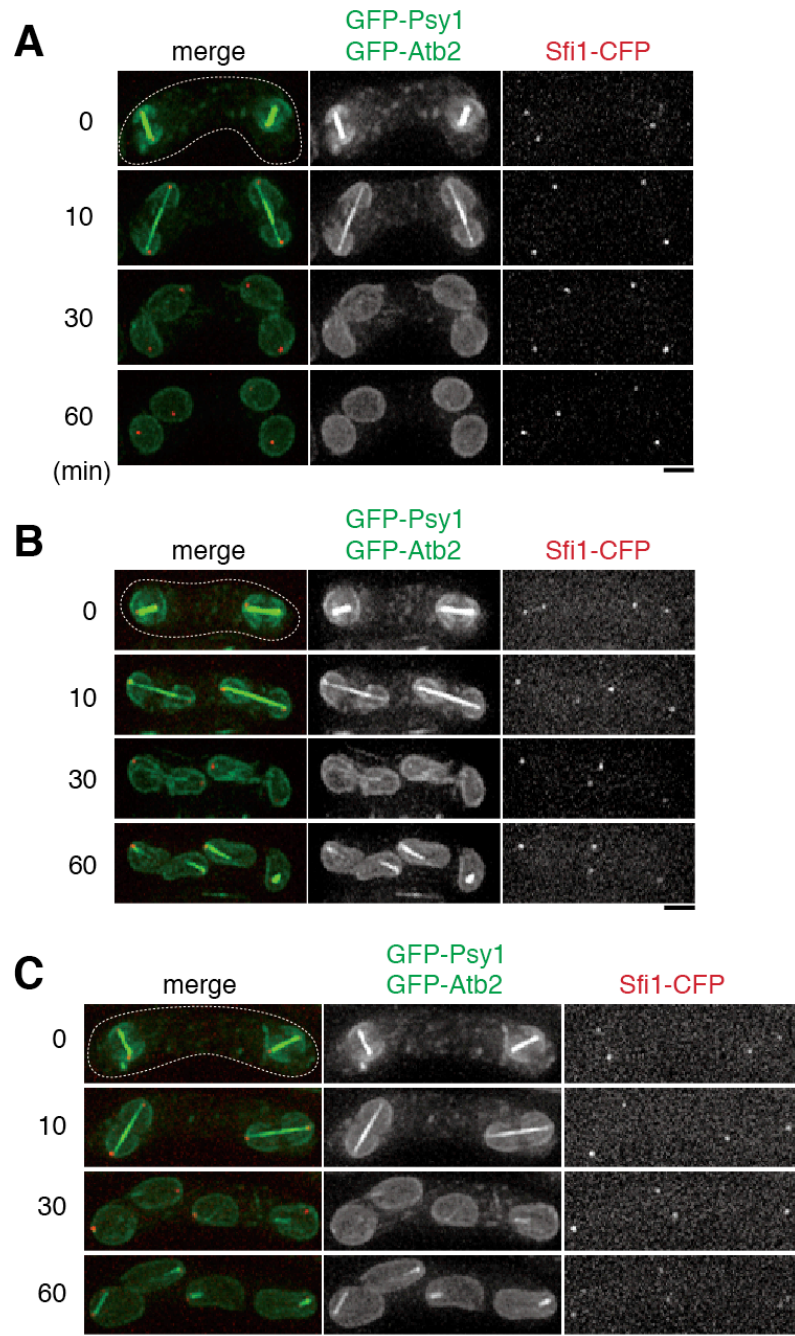 A
GFP-Psy1
merge GFP-Atb2 Sfi1-CFP
0
10
30
60
(min)
B
GFP-Psy1
merge GFP-Atb2 Sfi1-CFP
0
10
30
60
C
GFP-Psy1
merge GFP-Atb2 Sfi1-CFP
0
10
30
60